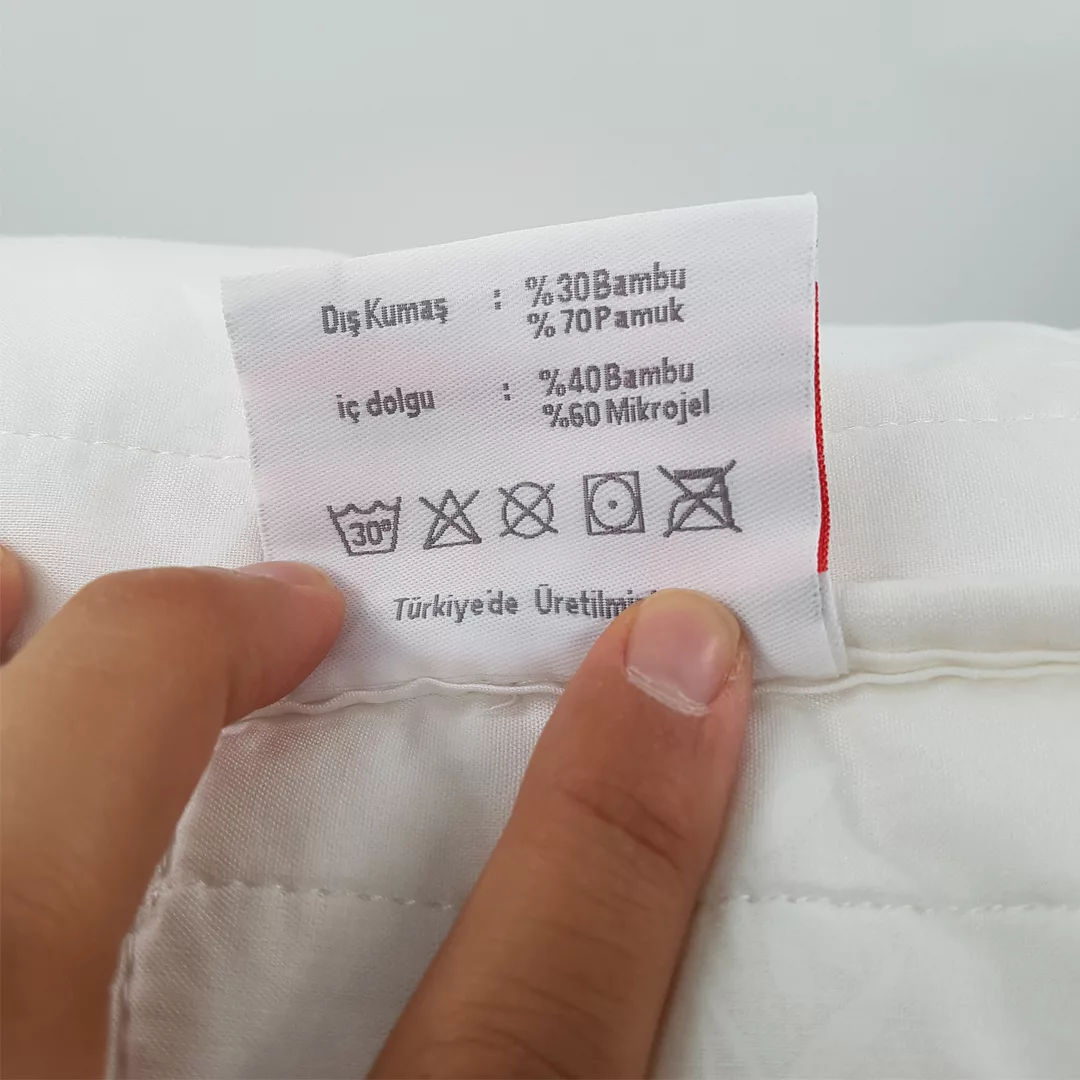 Dış Kumaş : %30 Bambu
%70 Pamuk
iç dolgu : %40 Bambu
%60 Mikrojel
30°
Türkiye'de